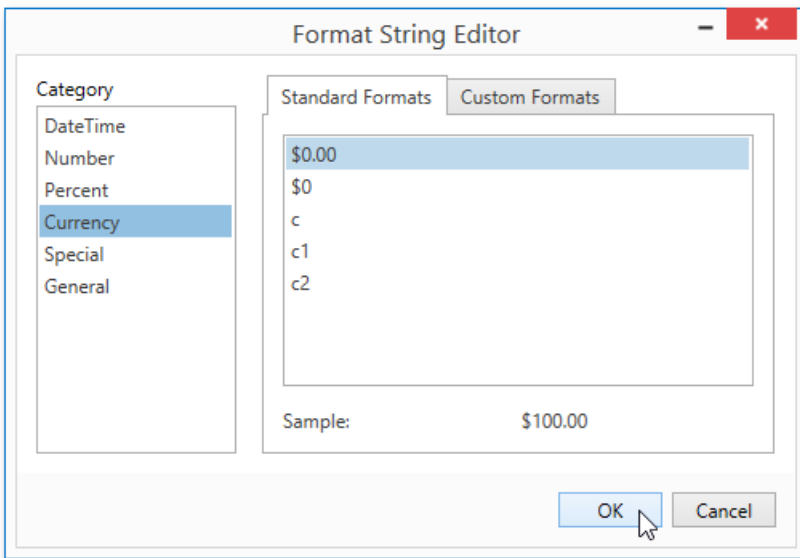 Format String Editor
Category
DateTime
Number
Percent
Currency
Special
General
Standard Formats
Custom Formats
$0.00
$0
c
c1
c2
Sample: $100.00
OK
Cancel